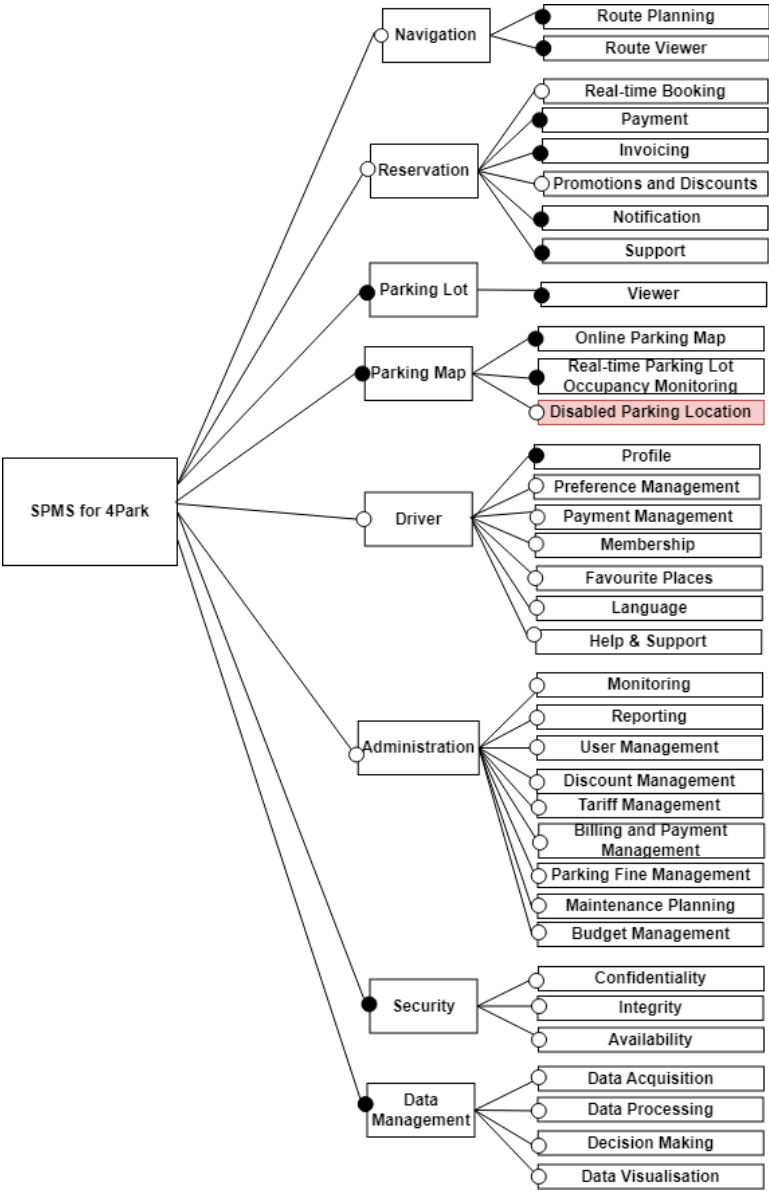 Navigation
Route Planning
Route Viewer
Reservation
Real-time Booking
Payment
Invoicing
Promotions and Discounts
Notification
Support
Parking Lot
Viewer
Parking Map
Online Parking Map
Real-time Parking Lot
Occupancy Monitoring
Disabled Parking Location
SPMS for 4Park
Driver
Profile
Preference Management
Payment Management
Membership
Favourite Places
Language
Help & Support
Administration
Monitoring
Reporting
User Management
Discount Management
Tariff Management
Billing and Payment
Management
Parking Fine Management
Maintenance Planning
Budget Management
Security
Confidentiality
Integrity
Availability
Data
Management
Data Acquisition
Data Processing
Decision Making
Data Visualisation